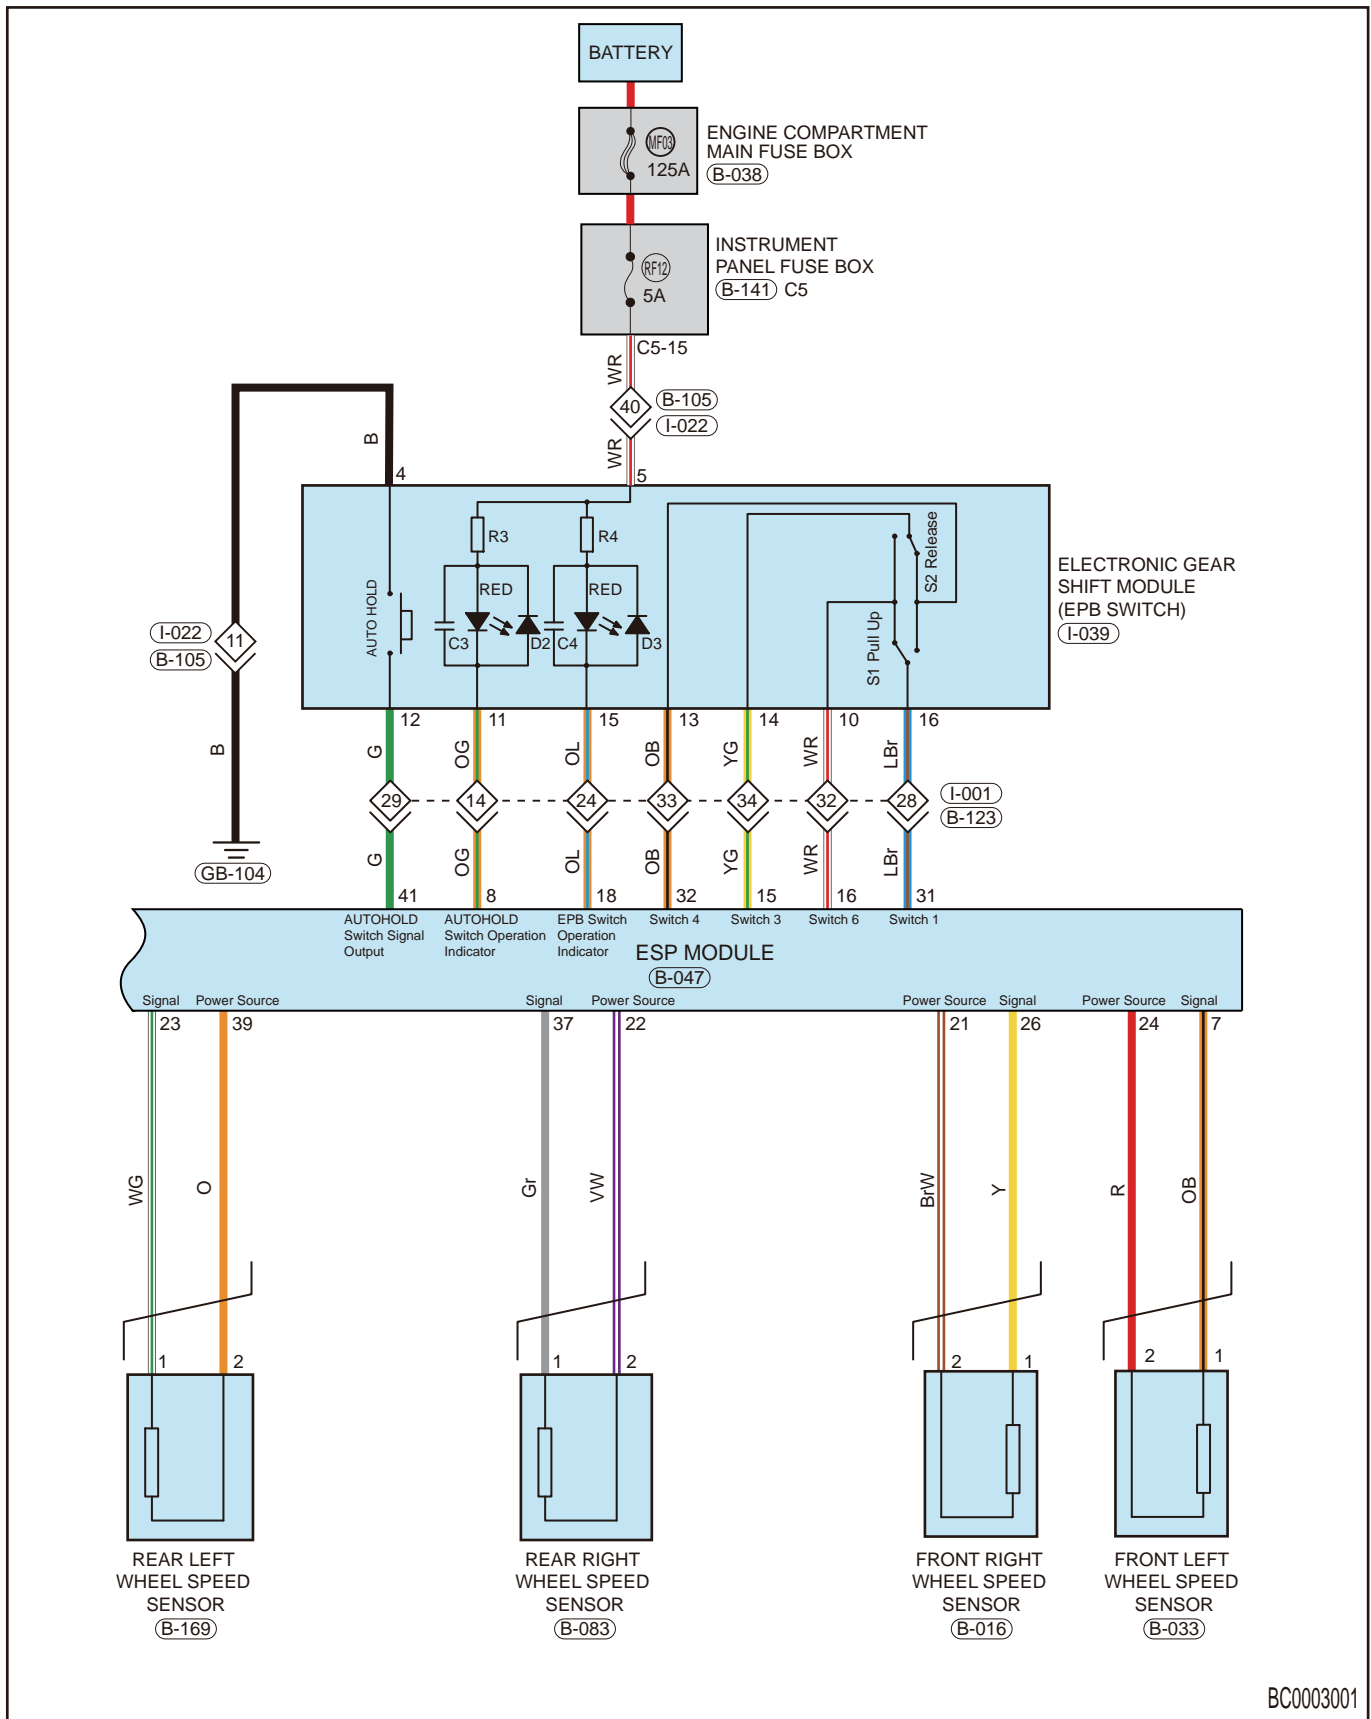 BATTERY
MF03
125A
ENGINE COMPARTMENT
MAIN FUSE BOX
B-038
RF12
5A
INSTRUMENT
PANEL FUSE BOX
B-141 C5
C5-15
WR
40
B-105
I-022
WR
B
4
5
R3
R4
RED
RED
C3
D2
C4
D3
AUTO HOLD
S2 Release
S1 Pull Up
ELECTRONIC GEAR
SHIFT MODULE
(EPB SWITCH)
I-039
I-022
11
B-105
B
GB-104
12
11
15
13
14
10
16
G
OG
OL
OB
YG
WR
LBr
29
14
24
33
34
32
28
I-001
B-123
G
OG
OL
OB
YG
WR
LBr
41
8
18
32
15
16
31
AUTOHOLD
Switch Signal
Output
AUTOHOLD
Switch Operation
Indicator
EPB Switch
Operation
Indicator
Switch 4
Switch 3
Switch 6
Switch 1
ESP MODULE
B-047
Signal
Power Source
Signal
Power Source
Power Source
Signal
Power Source
Signal
23
39
37
22
21
26
24
7
WG
O
Gr
VW
BrW
Y
R
OB
1
2
1
2
2
1
2
1
REAR LEFT
WHEEL SPEED
SENSOR
B-169
REAR RIGHT
WHEEL SPEED
SENSOR
B-083
FRONT RIGHT
WHEEL SPEED
SENSOR
B-016
FRONT LEFT
WHEEL SPEED
SENSOR
B-033
BC0003001